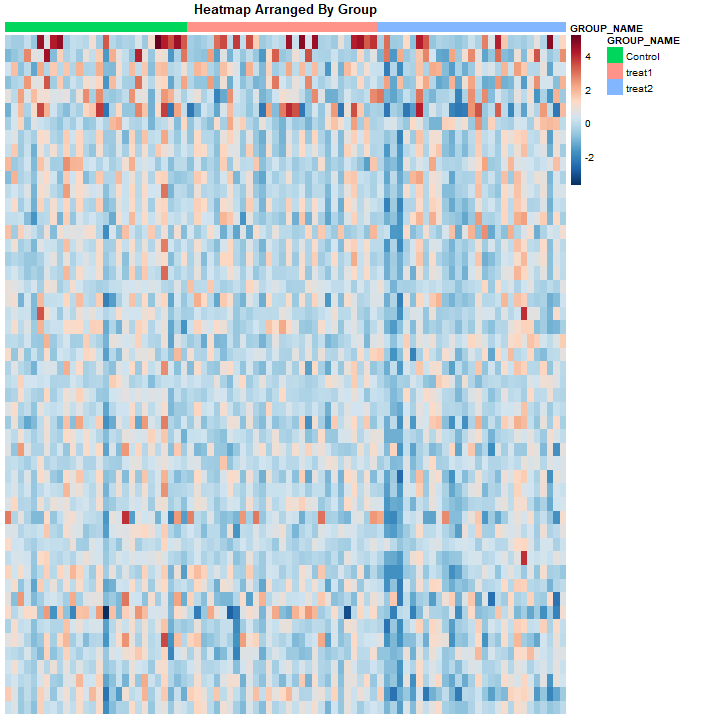 Heatmap Arranged By Group
GROUP_NAME
GROUP_NAME
Control
treat1
treat2
4
2
0
-2